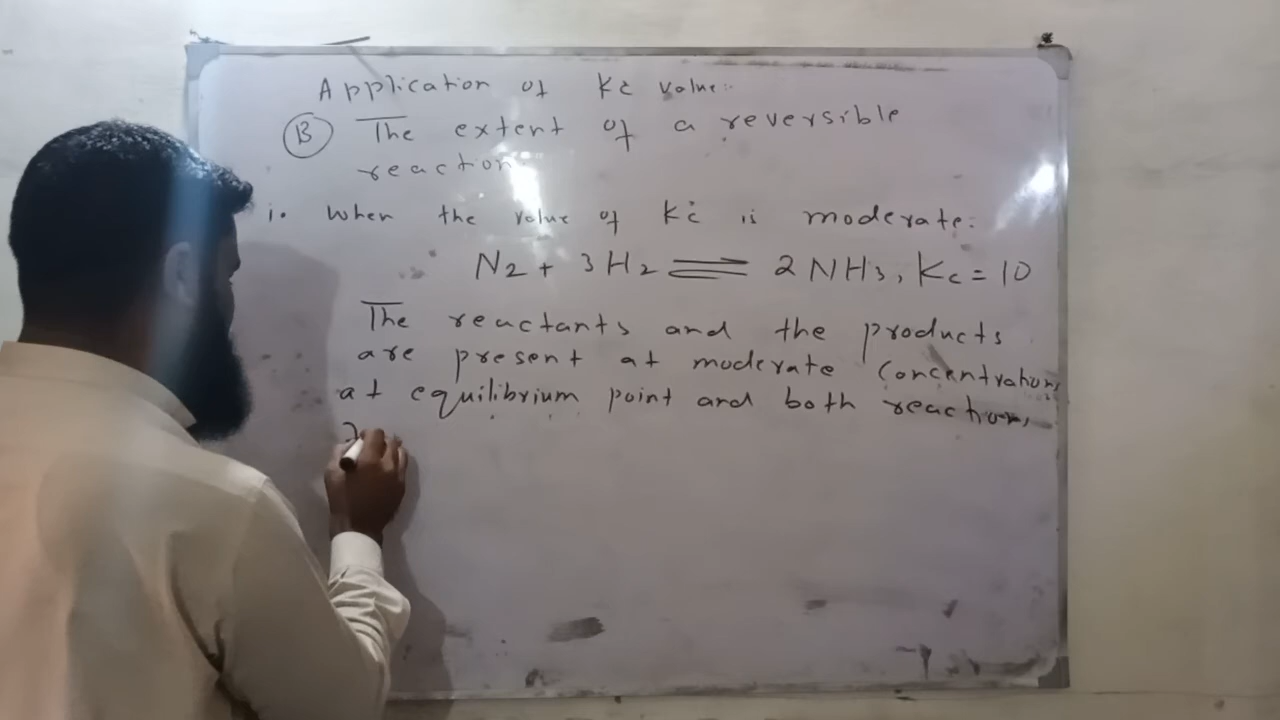 Application of Kc value:
B The extent of a reversible
reaction
i. When the value of Kc is moderate:
N2 + 3H2 ⇌ 2NH3, Kc = 10
The reactants and the products
are present at moderate concentrations
at equilibrium point and both reactions,